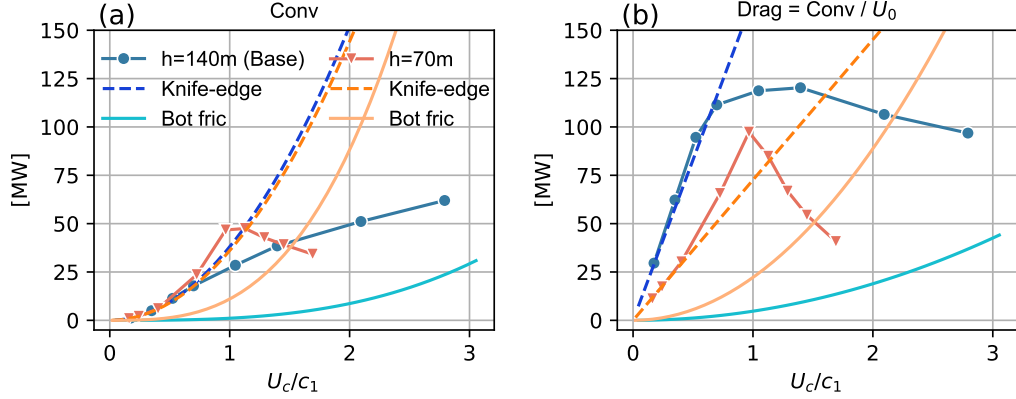 (a) Conv
150
125
100
75
50
25
0
[MW]
h=140m (Base)
Knife-edge
Bot fric
h=70m
Knife-edge
Bot fric
0 1 2 3
U_c/c_1
(b) Drag = Conv / U_0
150
125
100
75
50
25
0
[MW]
0 1 2 3
U_c/c_1